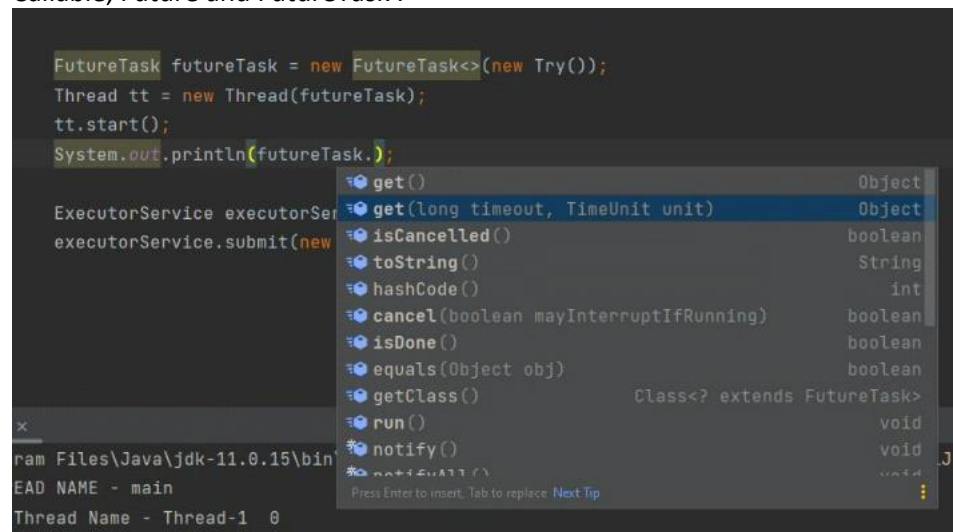 Callable, Future and FutureTask :
FutureTask futureTask = new FutureTask<>(new Try());
Thread tt = new Thread(futureTask);
tt.start();
System.out.println(futureTask.);
get() Object
ExecutorService executorSer get(long timeout, TimeUnit unit) Object
executorService.submit(new isCancelled() boolean
toString() String
hashCode() int
cancel(boolean mayInterruptIfRunning) boolean
isDone() boolean
equals(Object obj) boolean
getClass() Class<? extends FutureTask>
run() void
notify() void
notifyAll() void
Press Enter to insert, Tab to replace Next Tip
ram Files\Java\jdk-11.0.15\bin\ J
EAD NAME - main
Thread Name - Thread-1 0